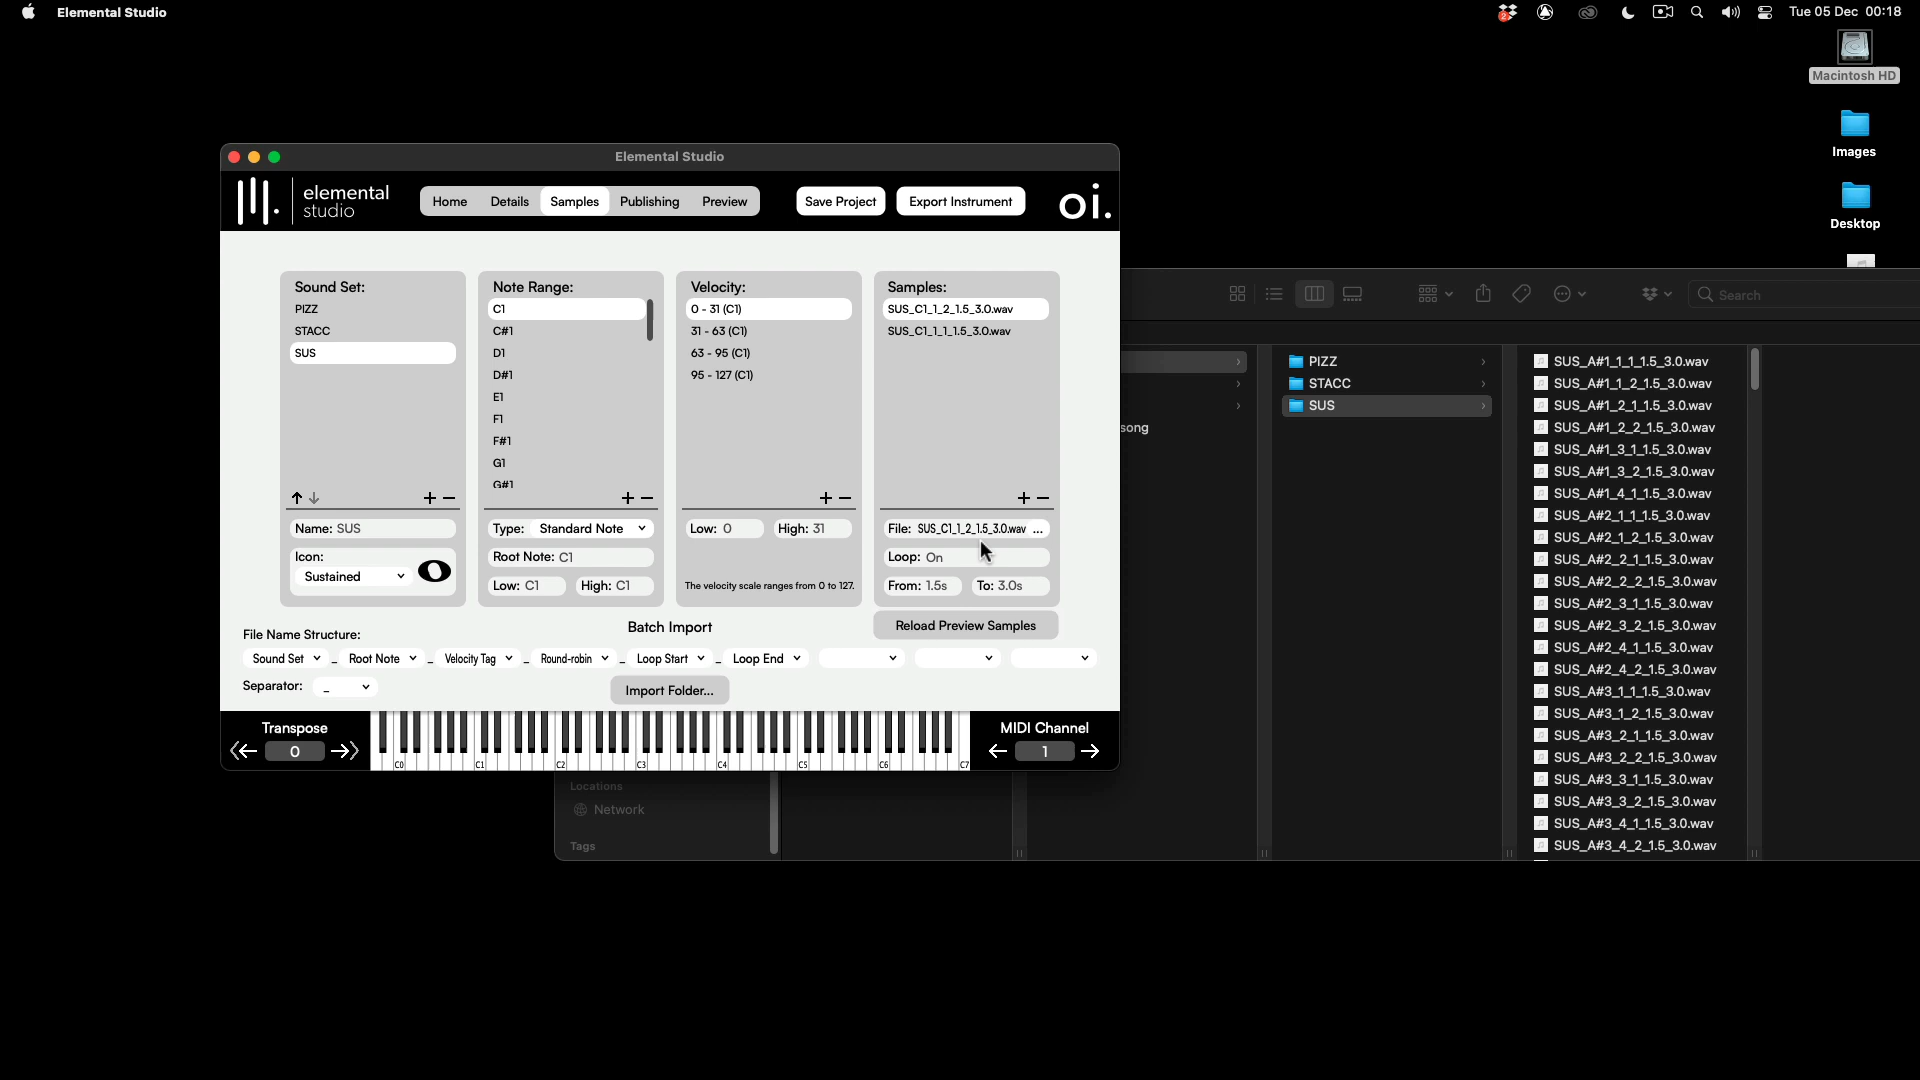 Elemental Studio
Tue 05 Dec 00:18
2
Macintosh HD
Images
Desktop
Elemental Studio
elemental
studio
Home Details Samples Publishing Preview
Save Project
Export Instrument
oi.
Sound Set:
PIZZ
STACC
SUS
Name: SUS
Icon:
Sustained
Note Range:
C1
C#1
D1
D#1
E1
F1
F#1
G1
G#1
Type: Standard Note
Root Note: C1
Low: C1 High: C1
Velocity:
0 - 31 (C1)
31 - 63 (C1)
63 - 95 (C1)
95 - 127 (C1)
Low: 0 High: 31
The velocity scale ranges from 0 to 127.
Samples:
SUS_C1_1_2_1.5_3.0.wav
SUS_C1_1_1_1.5_3.0.wav
File: SUS_C1_1_2_1.5_3.0.wav ...
Loop: On
From: 1.5s To: 3.0s
Reload Preview Samples
Batch Import
File Name Structure:
Sound Set _ Root Note _ Velocity Tag _ Round-robin _ Loop Start _ Loop End
Separator: _
Import Folder...
Transpose
0
C0 C1 C2 C3 C4 C5 C6 C7
MIDI Channel
1
Search
song
PIZZ
STACC
SUS
SUS_A#1_1_1_1.5_3.0.wav
SUS_A#1_1_2_1.5_3.0.wav
SUS_A#1_2_1_1.5_3.0.wav
SUS_A#1_2_2_1.5_3.0.wav
SUS_A#1_3_1_1.5_3.0.wav
SUS_A#1_3_2_1.5_3.0.wav
SUS_A#1_4_1_1.5_3.0.wav
SUS_A#2_1_1_1.5_3.0.wav
SUS_A#2_1_2_1.5_3.0.wav
SUS_A#2_2_1_1.5_3.0.wav
SUS_A#2_2_2_1.5_3.0.wav
SUS_A#2_3_1_1.5_3.0.wav
SUS_A#2_3_2_1.5_3.0.wav
SUS_A#2_4_1_1.5_3.0.wav
SUS_A#2_4_2_1.5_3.0.wav
SUS_A#3_1_1_1.5_3.0.wav
SUS_A#3_1_2_1.5_3.0.wav
SUS_A#3_2_1_1.5_3.0.wav
SUS_A#3_2_2_1.5_3.0.wav
SUS_A#3_3_1_1.5_3.0.wav
SUS_A#3_3_2_1.5_3.0.wav
SUS_A#3_4_1_1.5_3.0.wav
SUS_A#3_4_2_1.5_3.0.wav
Locations
Network
Tags